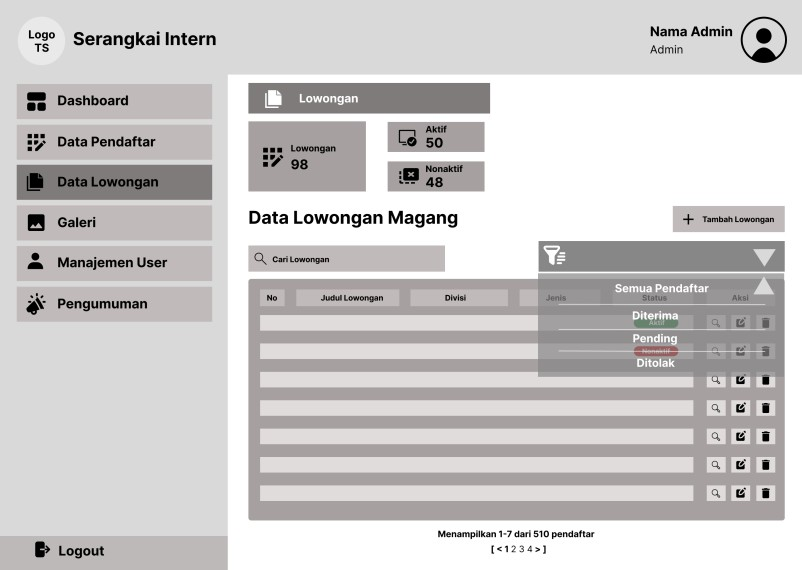 Logo
TS
Serangkai Intern
Nama Admin
Admin
Dashboard
Data Pendaftar
Data Lowongan
Galeri
Manajemen User
Pengumuman
Logout
Lowongan
Lowongan
98
Aktif
50
Nonaktif
48
Data Lowongan Magang
+ Tambah Lowongan
Cari Lowongan
Semua Pendaftar
Diterima
Pending
Ditolak
No Judul Lowongan Divisi Jenis Status Aksi
Aktif
Nonaktif
Menampilkan 1-7 dari 510 pendaftar
[ < 1 2 3 4 > ]